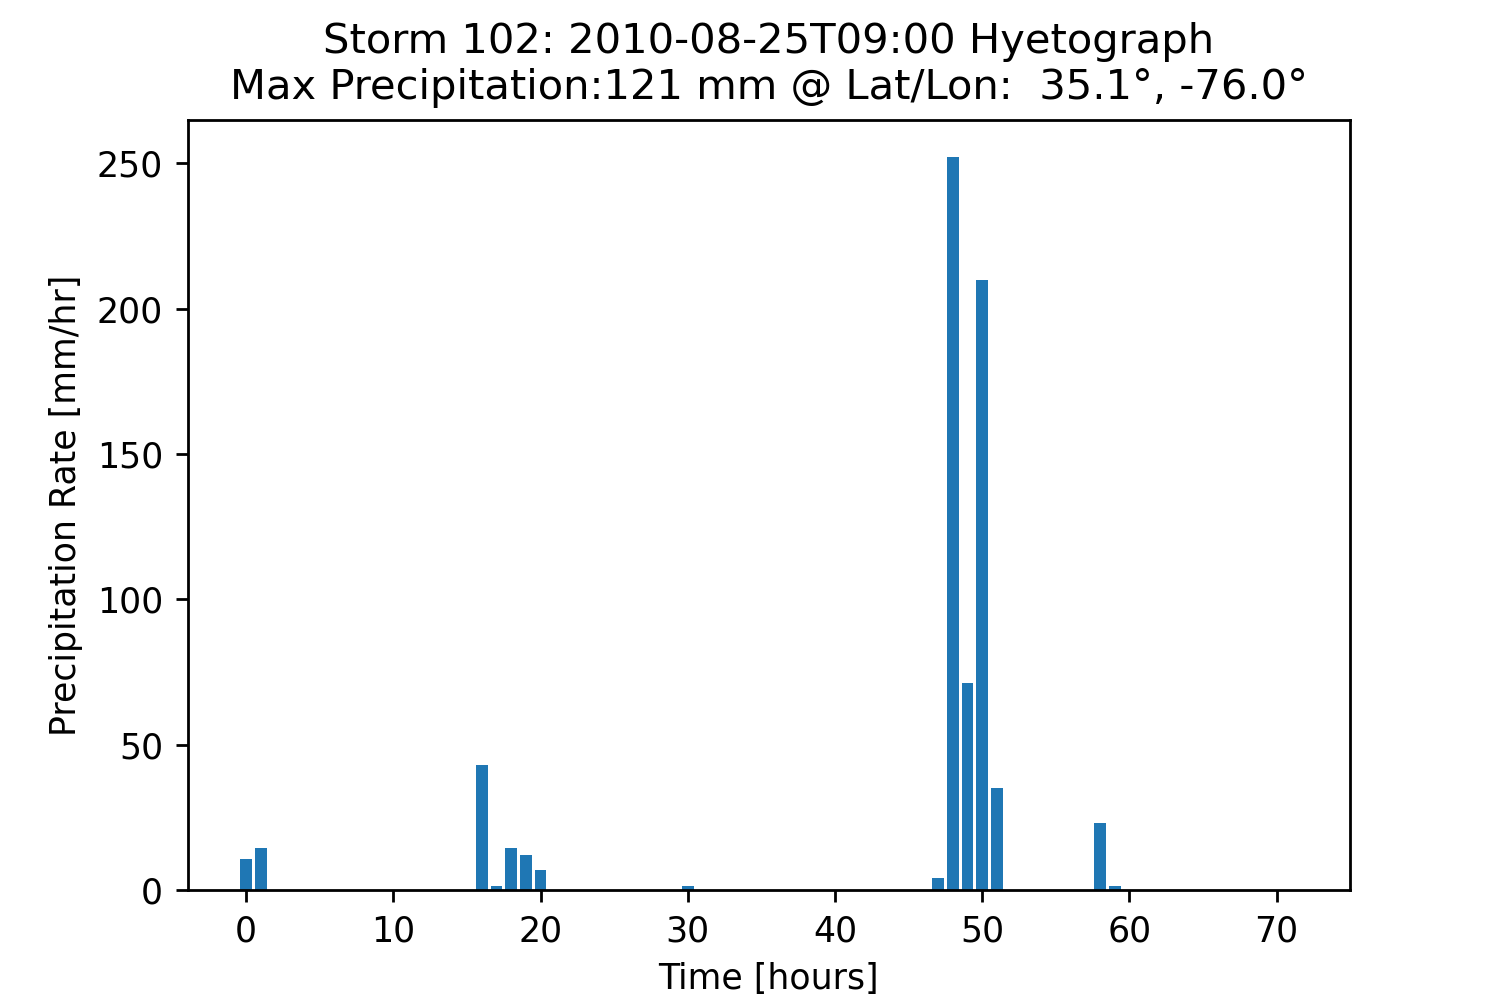 Storm 102: 2010-08-25T09:00 Hyetograph
Max Precipitation:121 mm @ Lat/Lon:  35.1°, -76.0°
Precipitation Rate [mm/hr]
250
200
150
100
50
0
0 10 20 30 40 50 60 70
Time [hours]